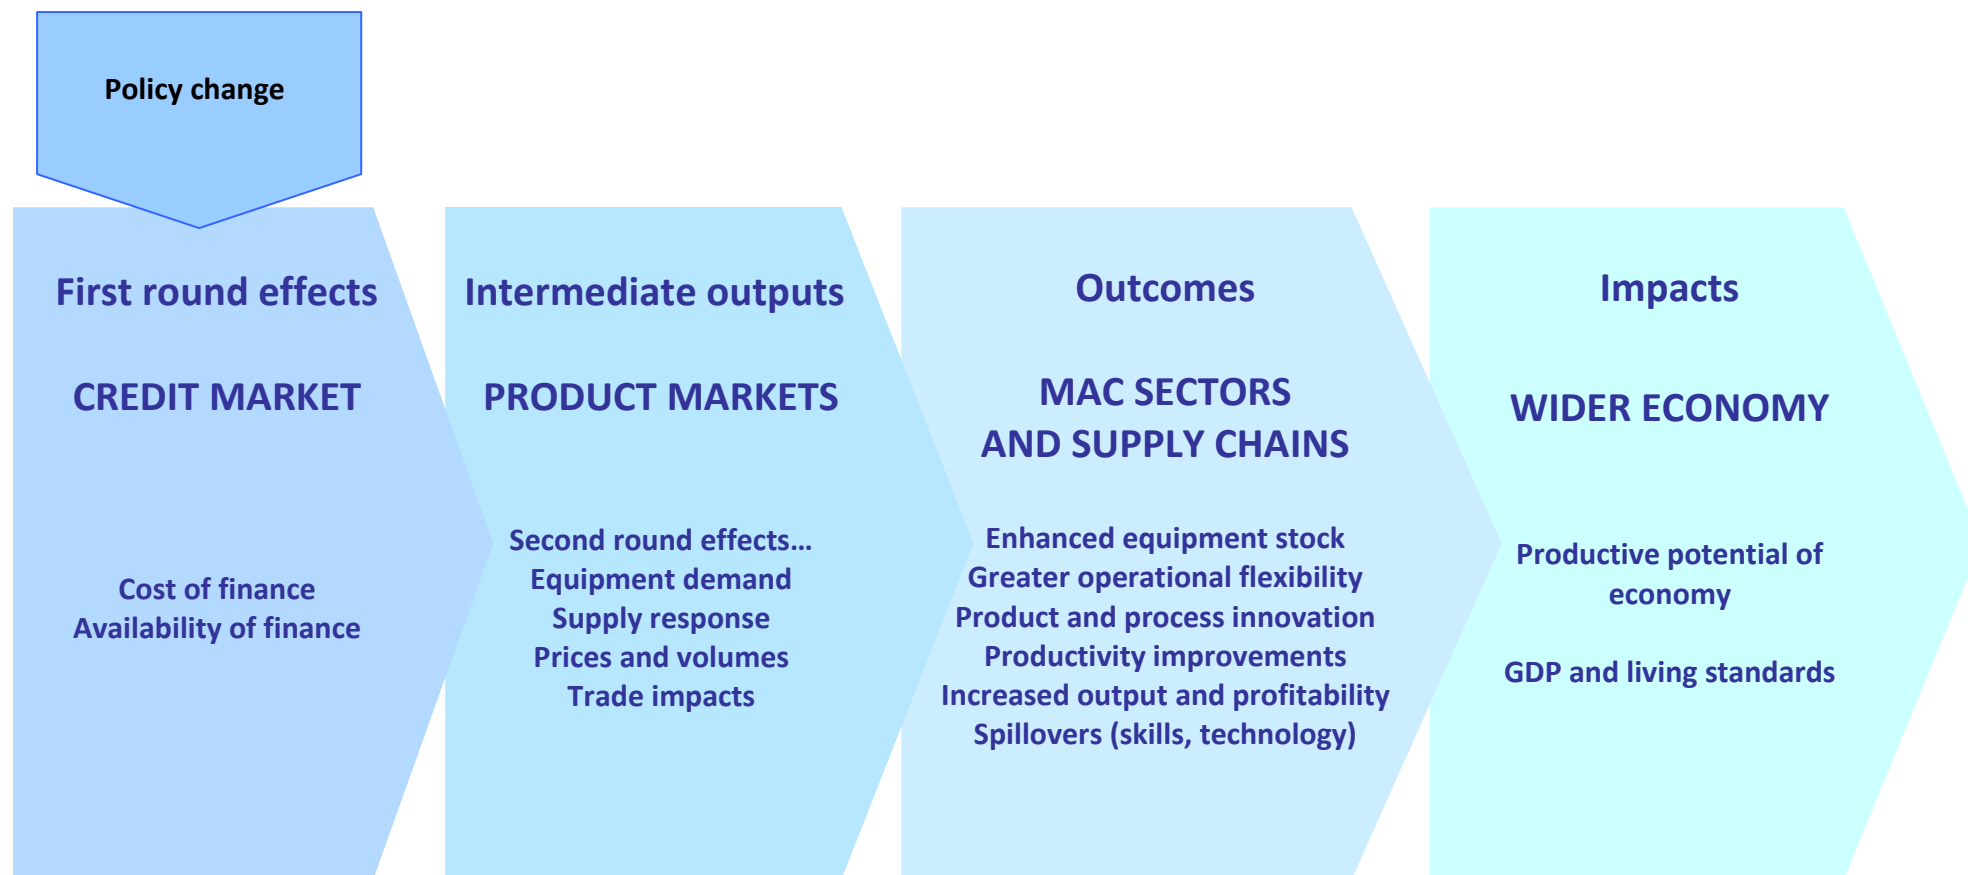 Policy change
First round effects
CREDIT MARKET
Cost of finance
Availability of finance
Intermediate outputs
PRODUCT MARKETS
Second round effects…
Equipment demand
Supply response
Prices and volumes
Trade impacts
Outcomes
MAC SECTORS
AND SUPPLY CHAINS
Enhanced equipment stock
Greater operational flexibility
Product and process innovation
Productivity improvements
Increased output and profitability
Spillovers (skills, technology)
Impacts
WIDER ECONOMY
Productive potential of
economy
GDP and living standards